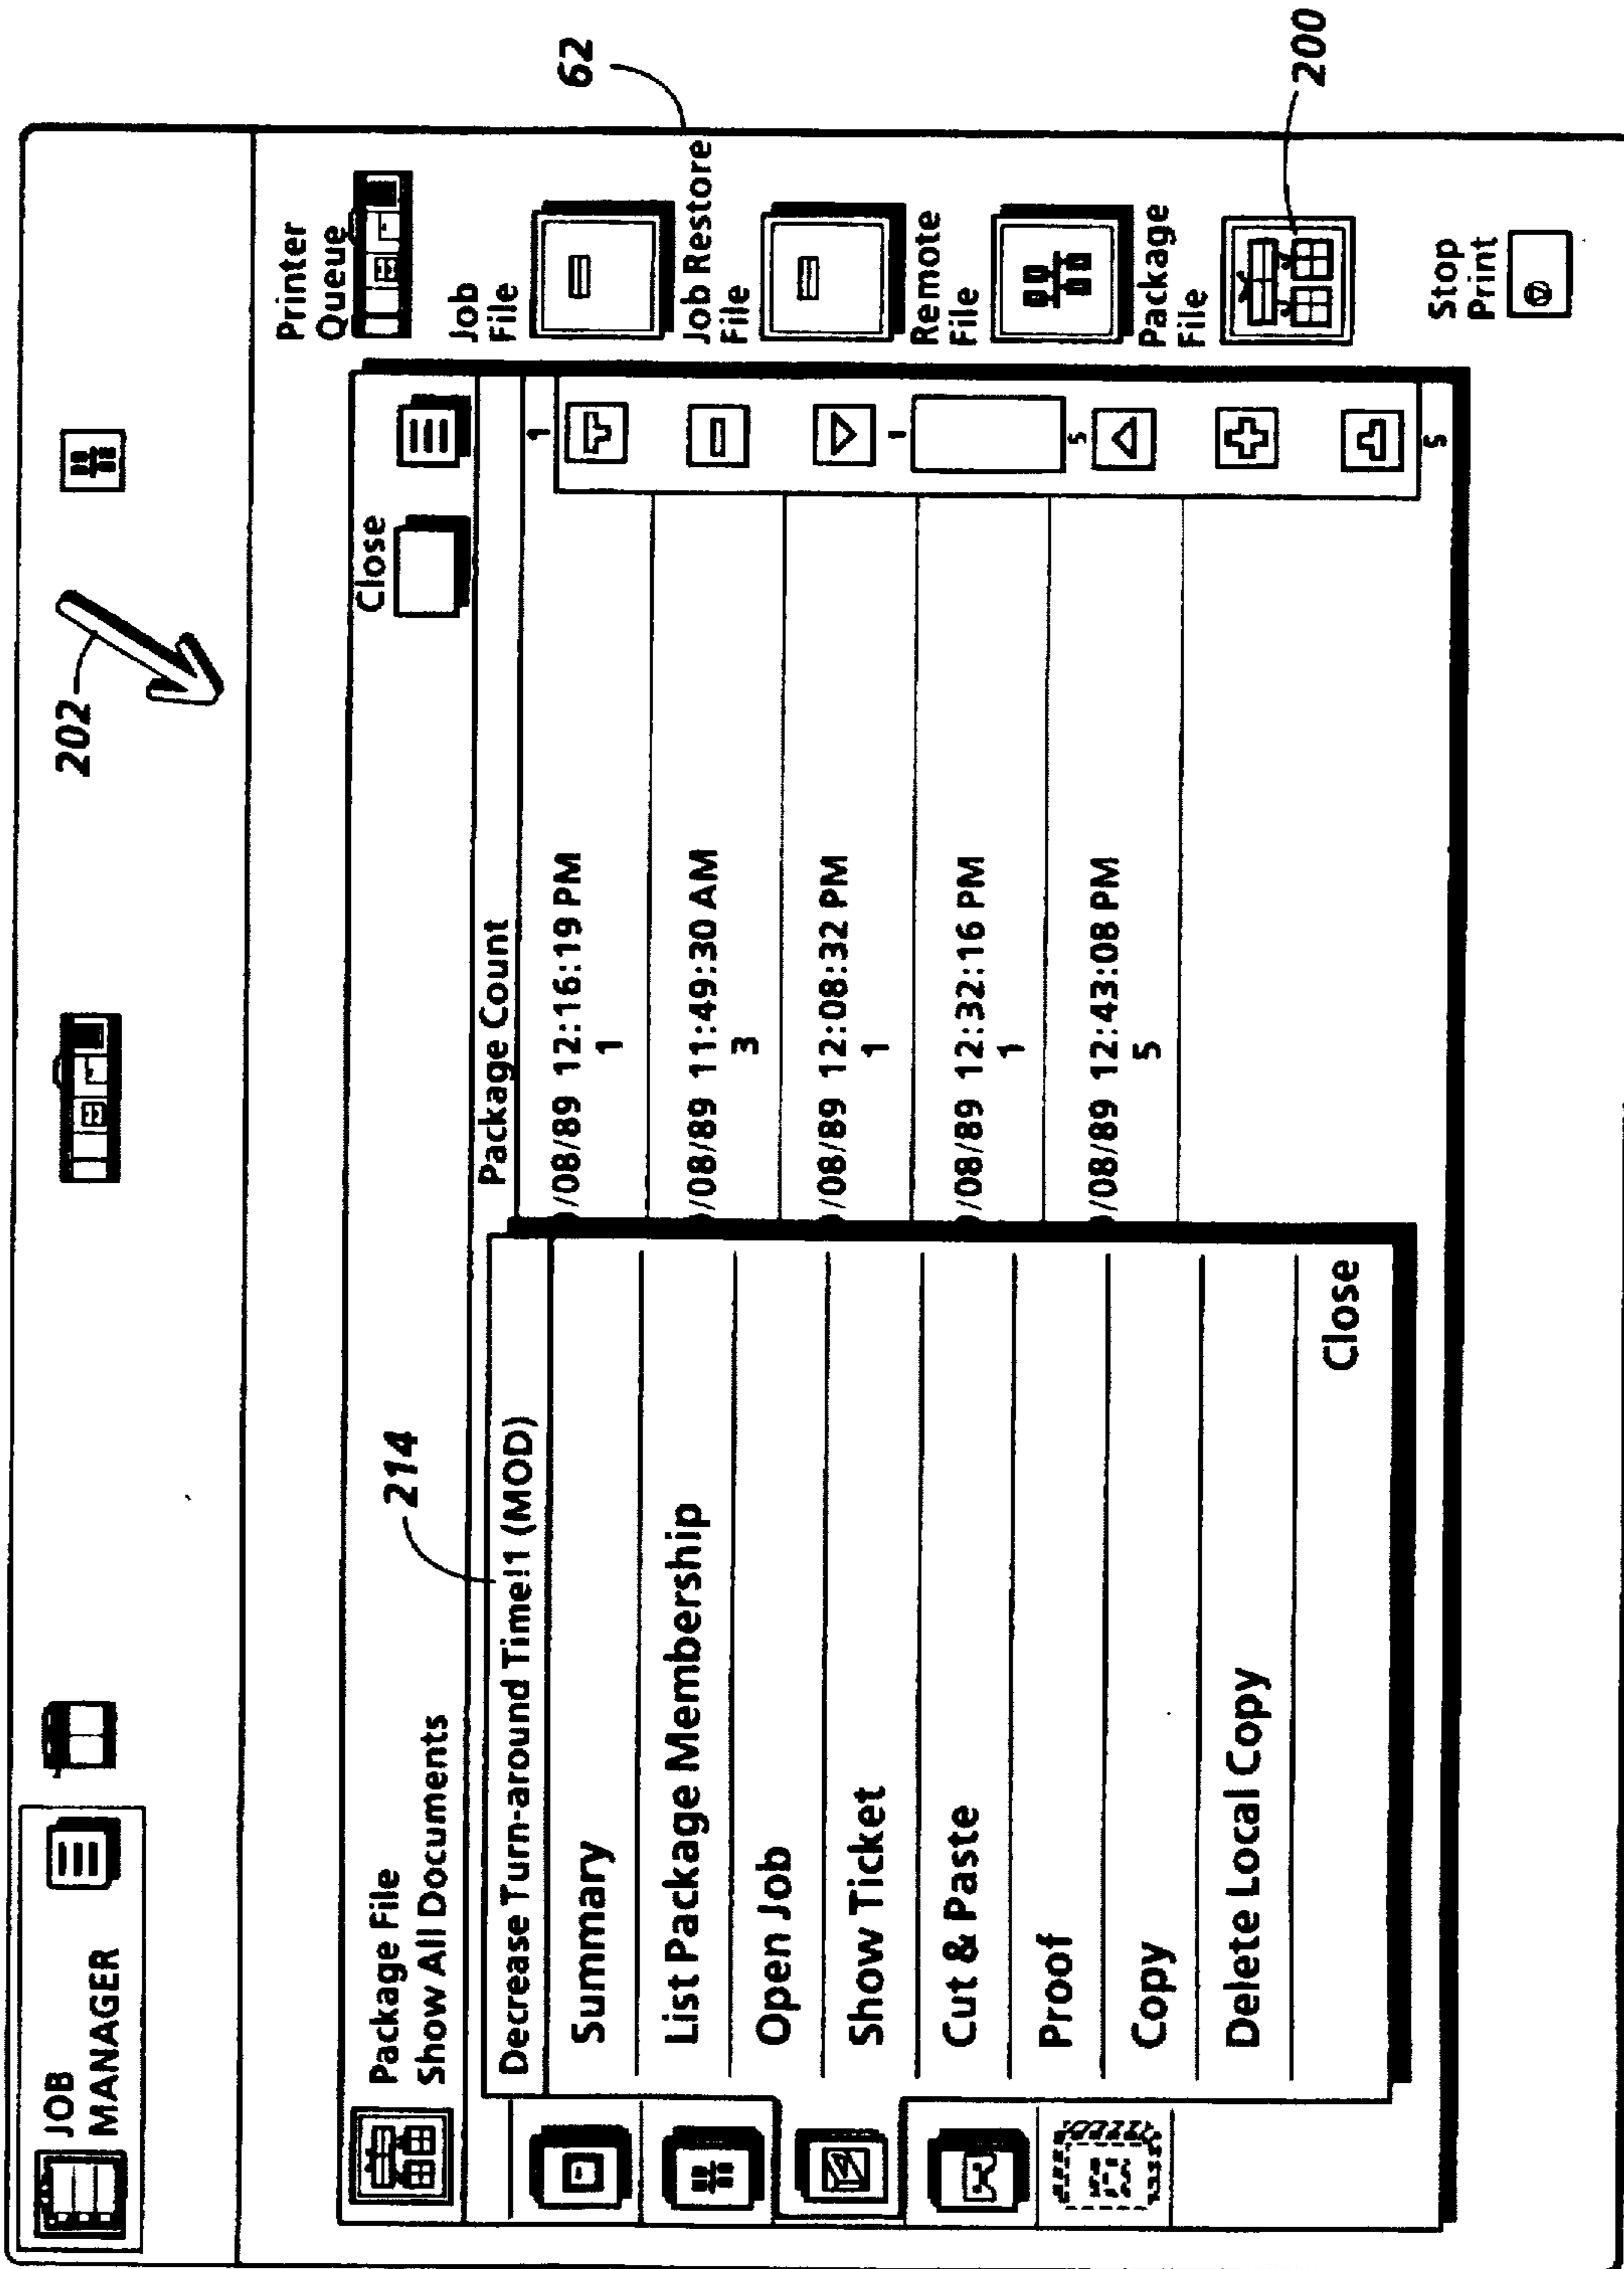 JOB
MANAGER
202
62
Package File
Show All Documents
Close
Printer
Queue
214
Package Count
Decrease Turn-around Time!1 (MOD)
Summary
List Package Membership
Open Job
Show Ticket
Cut & Paste
Proof
Copy
Delete Local Copy
Close
/08/89 12:16:19 PM
1
/08/89 11:49:30 AM
3
/08/89 12:08:32 PM
1
/08/89 12:32:16 PM
1
/08/89 12:43:08 PM
5
1
1
5
5
Job
File
Job Restore
File
Remote
File
Package
File
200
Stop
Print